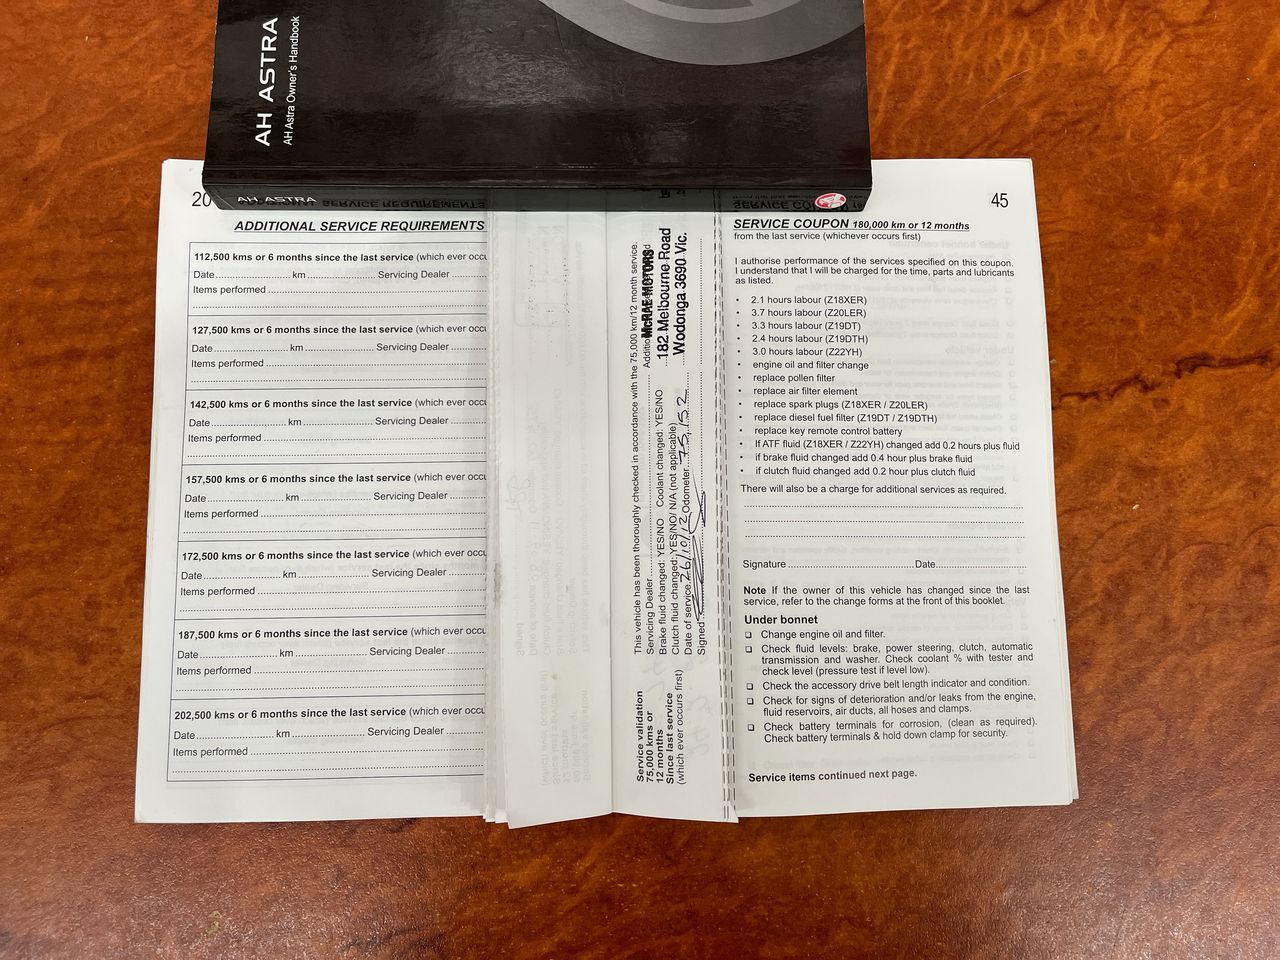 AH ASTRA
AH Astra Owner's Handbook
AH ASTRA
20
ADDITIONAL SERVICE REQUIREMENTS
112,500 kms or 6 months since the last service (which ever occu
Date km Servicing Dealer
Items performed
127,500 kms or 6 months since the last service (which ever occu
Date km Servicing Dealer
Items performed
142,500 kms or 6 months since the last service (which ever occu
Date km Servicing Dealer
Items performed
157,500 kms or 6 months since the last service (which ever occu
Date km Servicing Dealer
Items performed
172,500 kms or 6 months since the last service (which ever occu
Date km Servicing Dealer
Items performed
187,500 kms or 6 months since the last service (which ever occu
Date km Servicing Dealer
Items performed
202,500 kms or 6 months since the last service (which ever occu
Date km Servicing Dealer
Items performed
Service validation
75,000 kms or
12 months
Since last service
(which ever occurs first)
This vehicle has been thoroughly checked in accordance with the 75,000 km/12 month service.
Servicing Dealer
McRAE MOTORS
182 Melbourne Road
Wodonga 3690 Vic.
Brake fluid changed: YES/NO Coolant changed: YES/NO
Clutch fluid changed: YES/NO/ N/A (not applicable)
Date of service 26/10/12 Odometer 75,152
Signed
45
SERVICE COUPON 180,000 km or 12 months
from the last service (whichever occurs first)
I authorise performance of the services specified on this coupon.
I understand that I will be charged for the time, parts and lubricants
as listed.
• 2.1 hours labour (Z18XER)
• 3.7 hours labour (Z20LER)
• 3.3 hours labour (Z19DT)
• 2.4 hours labour (Z19DTH)
• 3.0 hours labour (Z22YH)
• engine oil and filter change
• replace pollen filter
• replace air filter element
• replace spark plugs (Z18XER / Z20LER)
• replace diesel fuel filter (Z19DT / Z19DTH)
• replace key remote control battery
• If ATF fluid (Z18XER / Z22YH) changed add 0.2 hours plus fluid
• if brake fluid changed add 0.4 hour plus brake fluid
• if clutch fluid changed add 0.2 hour plus clutch fluid
There will also be a charge for additional services as required.
Signature Date
Note If the owner of this vehicle has changed since the last
service, refer to the change forms at the front of this booklet.
Under bonnet
❑ Change engine oil and filter.
❑ Check fluid levels: brake, power steering, clutch, automatic
transmission and washer. Check coolant % with tester and
check level (pressure test if level low).
❑ Check the accessory drive belt length indicator and condition.
❑ Check for signs of deterioration and/or leaks from the engine,
fluid reservoirs, air ducts, all hoses and clamps.
❑ Check battery terminals for corrosion, (clean as required).
Check battery terminals & hold down clamp for security.
Service items continued next page.